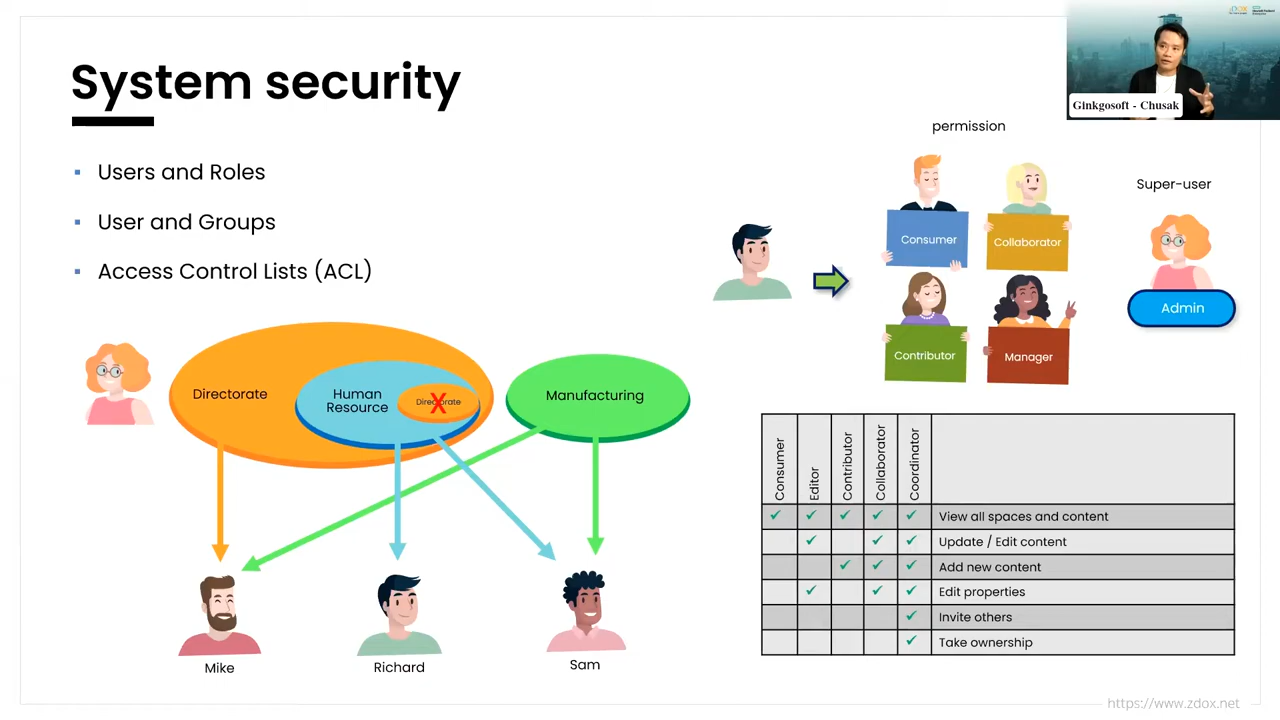 System security
Users and Roles
User and Groups
Access Control Lists (ACL)
Ginkgosoft - Chusak
permission
Super-user
Consumer
Collaborator
Contributor
Manager
Admin
Directorate
Human
Resource
Directorate
X
Manufacturing
Mike
Richard
Sam
Consumer
Editor
Contributor
Collaborator
Coordinator
View all spaces and content
Update / Edit content
Add new content
Edit properties
Invite others
Take ownership
https://www.zdox.net